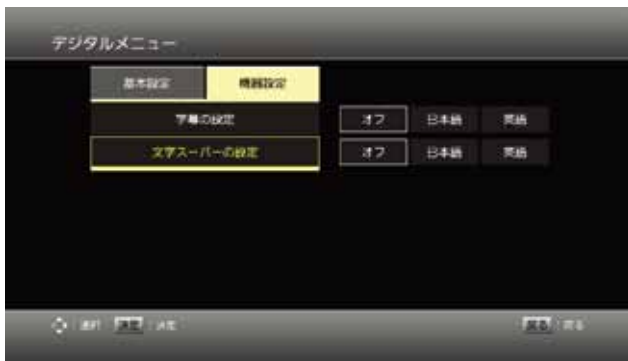 デジタルメニュー
基本設定 機器設定
字幕の設定 オフ 日本語 英語
文字スーパーの設定 オフ 日本語 英語
:選択 決定:決定 戻る:戻る